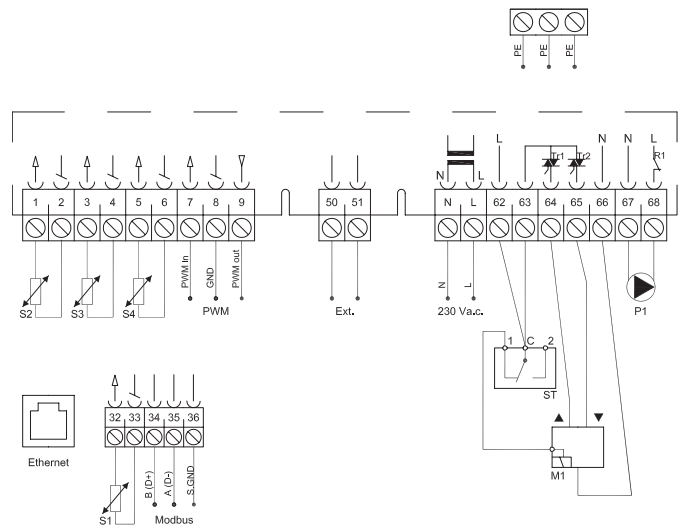 PE PE PE
L N N L
Tr1 Tr2 R1
N L
1 2 3 4 5 6 7 8 9 50 51 N L 62 63 64 65 66 67 68
PWM In GND PWM out N L
S2 S3 S4 PWM Ext. 230 Va.c. P1
1 C 2
ST
32 33 34 35 36
Ethernet
B (D+) A (D-) S.GND
M1
S1 Modbus